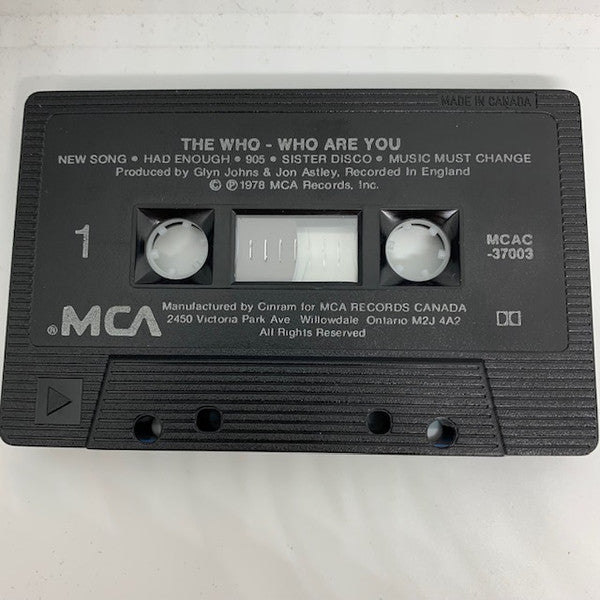 MADE IN CANADA
THE WHO - WHO ARE YOU
NEW SONG • HAD ENOUGH • 905 • SISTER DISCO • MUSIC MUST CHANGE
Produced by Glyn Johns & Jon Astley, Recorded In England
© ℗ 1978 MCA Records, Inc.
1
MCAC
-37003
® MCA
Manufactured by Cinram for MCA RECORDS CANADA
2450 Victoria Park Ave Willowdale Ontario M2J 4A2
All Rights Reserved